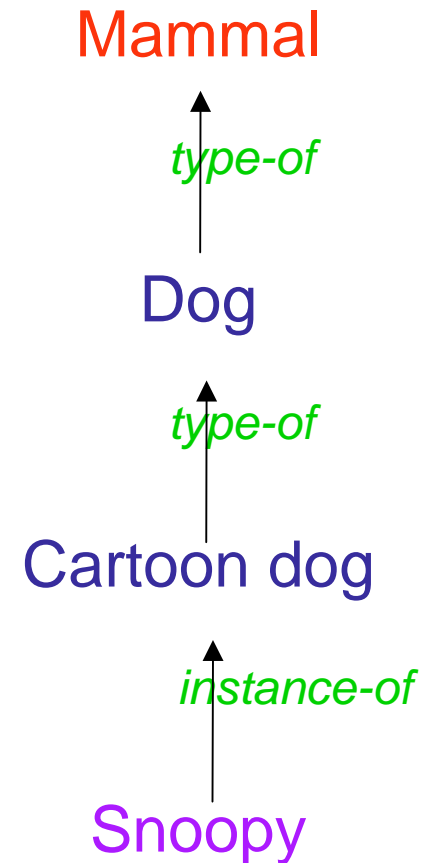 Mammal
type-of
Dog
type-of
Cartoon dog
instance-of
Snoopy